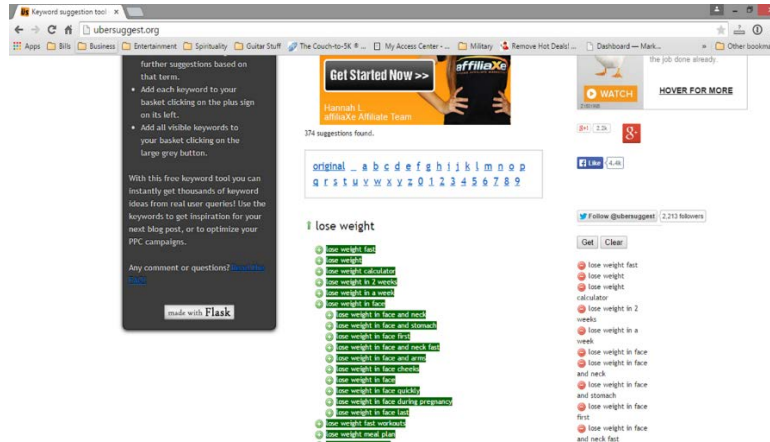 Keyword suggestion tool
ubersuggest.org
Apps Bills Business Entertainment Spirituality Guitar Stuff The Couch-to-5K ® ... My Access Center - ... Military Remove Hot Deals! ... Dashboard — Mark... » Other bookma
further suggestions based on
that term.
Add each keyword to your
basket clicking on the plus sign
on its left.
Add all visible keywords to
your basket clicking on the
large grey button.
With this free keyword tool you can
instantly get thousands of keyword
ideas from real user queries! Use the
keywords to get inspiration for your
next blog post, or to optimize your
PPC campaigns.
Any comment or questions?
made with Flask
Get Started Now >>
affiliaXe
Hannah L.
affiliaXe Affiliate Team
374 suggestions found.
original _ a b c d e f g h i j k l m n o p
q r s t u v w x y z 0 1 2 3 4 5 6 7 8 9
lose weight
lose weight fast
lose weight
lose weight calculator
lose weight in 2 weeks
lose weight in a week
lose weight in face
lose weight in face and neck
lose weight in face and stomach
lose weight in face first
lose weight in face and neck fast
lose weight in face and arms
lose weight in face cheeks
lose weight in face
lose weight in face quickly
lose weight in face during pregnancy
lose weight in face last
lose weight fast workouts
lose weight meal plan
the job done already.
WATCH
HOVER FOR MORE
g+1 2.2k
g+
Like 4.4k
Follow @ubersuggest 2,213 followers
Get Clear
lose weight fast
lose weight
lose weight
calculator
lose weight in 2
weeks
lose weight in a
week
lose weight in face
and neck
lose weight in face
and stomach
lose weight in face
first
lose weight in face
and neck fast